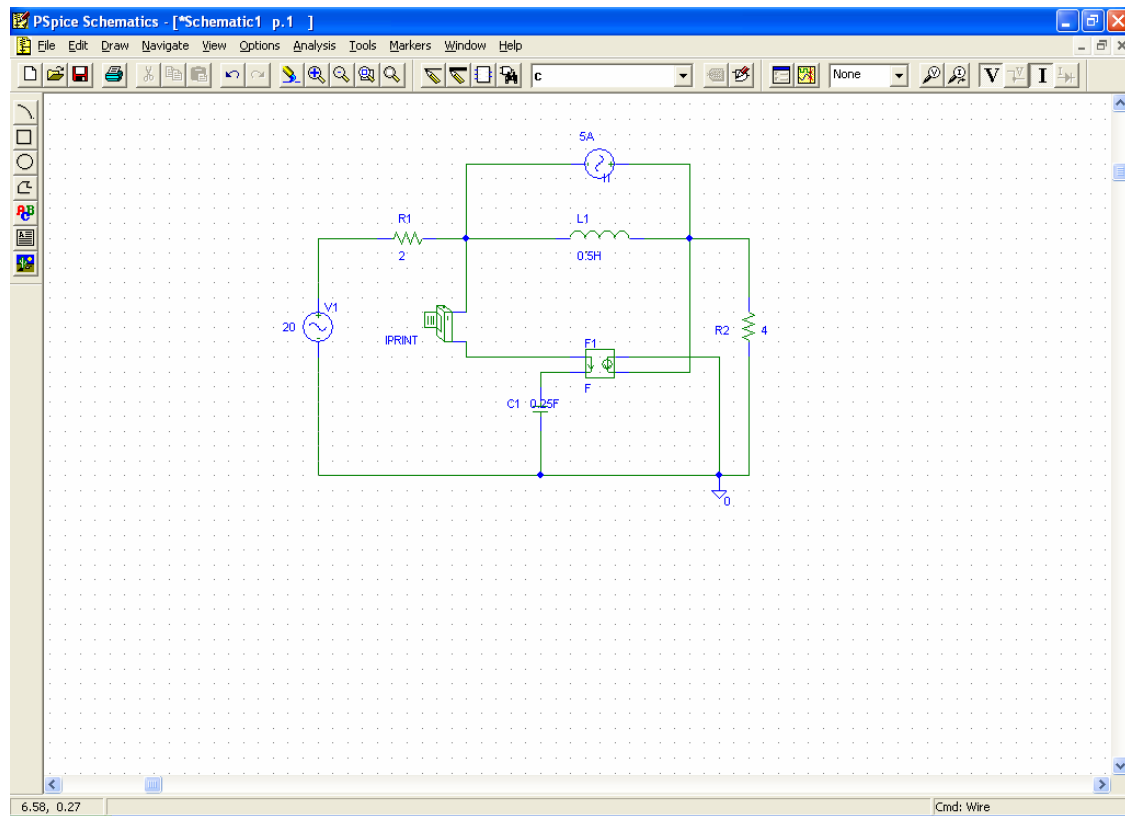 PSpice Schematics - [*Schematic1 p.1 ]
File Edit Draw Navigate View Options Analysis Tools Markers Window Help
c None V I
5A
I1
R1 L1
2 0.5H
V1
20
IPRINT
F1
R2 4
F
C1 0.25F
0
6.58, 0.27 Cmd: Wire